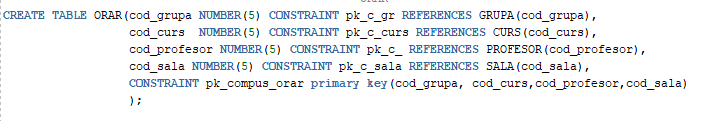 CREATE TABLE ORAR(cod_grupa NUMBER(5) CONSTRAINT pk_c_gr REFERENCES GRUPA(cod_grupa),
cod_curs NUMBER(5) CONSTRAINT pk_c_curs REFERENCES CURS(cod_curs),
cod_profesor NUMBER(5) CONSTRAINT pk_c_ REFERENCES PROFESOR(cod_profesor),
cod_sala NUMBER(5) CONSTRAINT pk_c_sala REFERENCES SALA(cod_sala),
CONSTRAINT pk_compus_orar primary key(cod_grupa, cod_curs,cod_profesor,cod_sala)
);